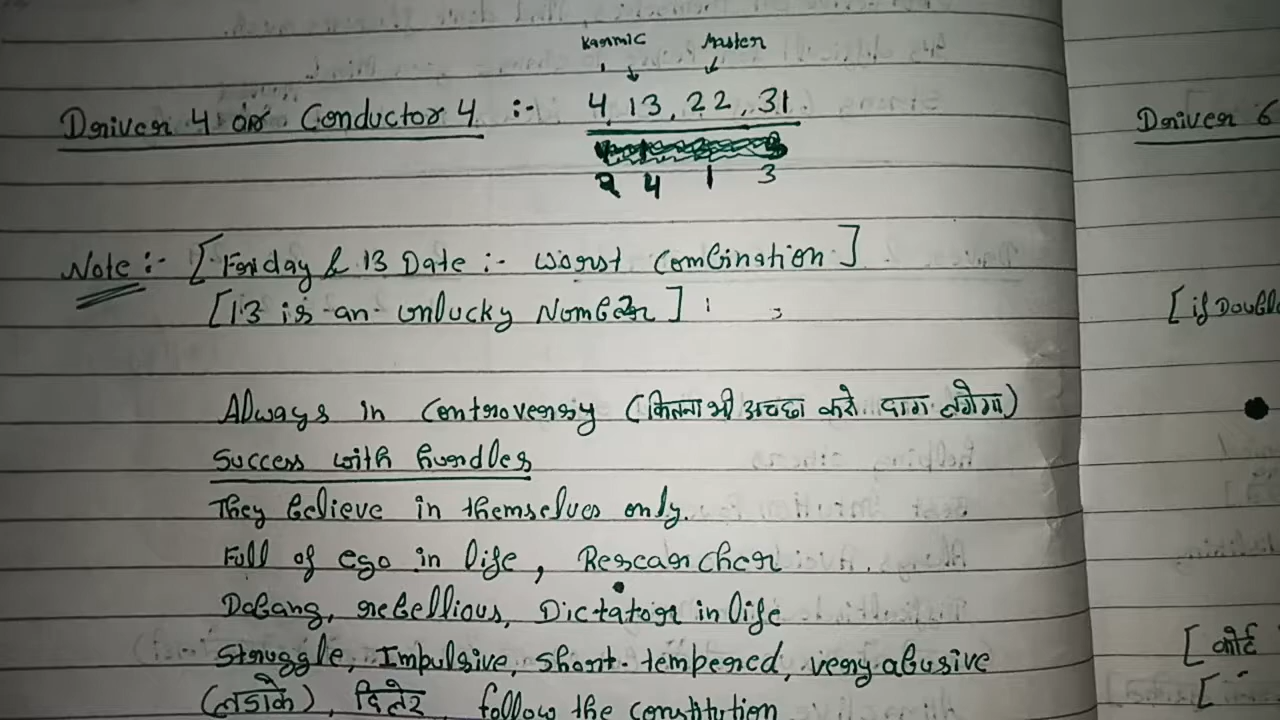 Karmic Master
Driver 4 or Conductor 4 :- 4, 13, 22, 31.
2 4 1 3
Note :- [Friday & 13 Date :- Worst Combination]
[13 is an unlucky Number]
Always in Controversy (कितना भी अच्छा करो दाग लगेगा)
Success with hurdles
They believe in themselves only.
Full of ego in life, Researcher
Dabang, rebellious, Dictator in life
Struggle, Impulsive, short-tempered, very abusive
(लडाके), दिलेर, follow the constitution
Driver 6
[if Double
[कोर्ट
[